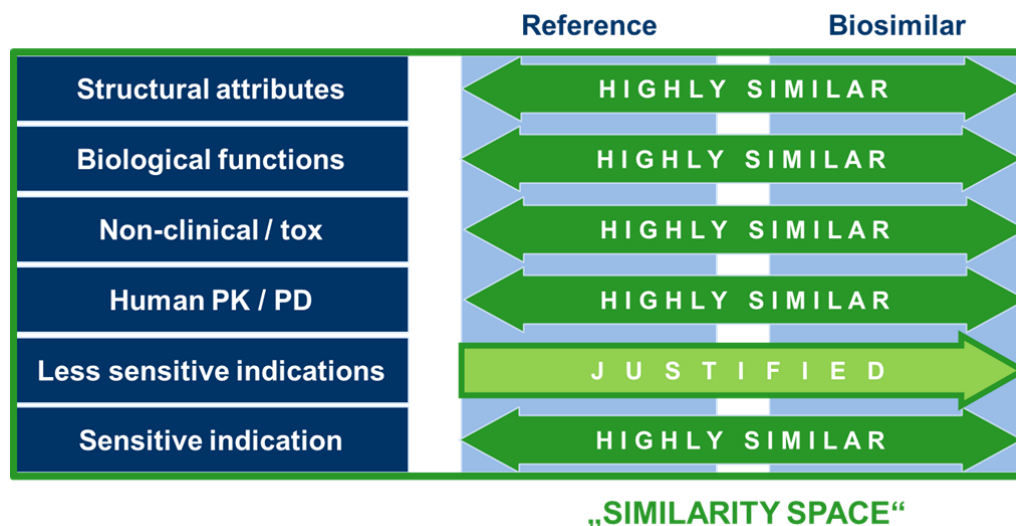 Reference Biosimilar
Structural attributes HIGHLY SIMILAR
Biological functions HIGHLY SIMILAR
Non-clinical / tox HIGHLY SIMILAR
Human PK / PD HIGHLY SIMILAR
Less sensitive indications JUSTIFIED
Sensitive indication HIGHLY SIMILAR
„SIMILARITY SPACE“